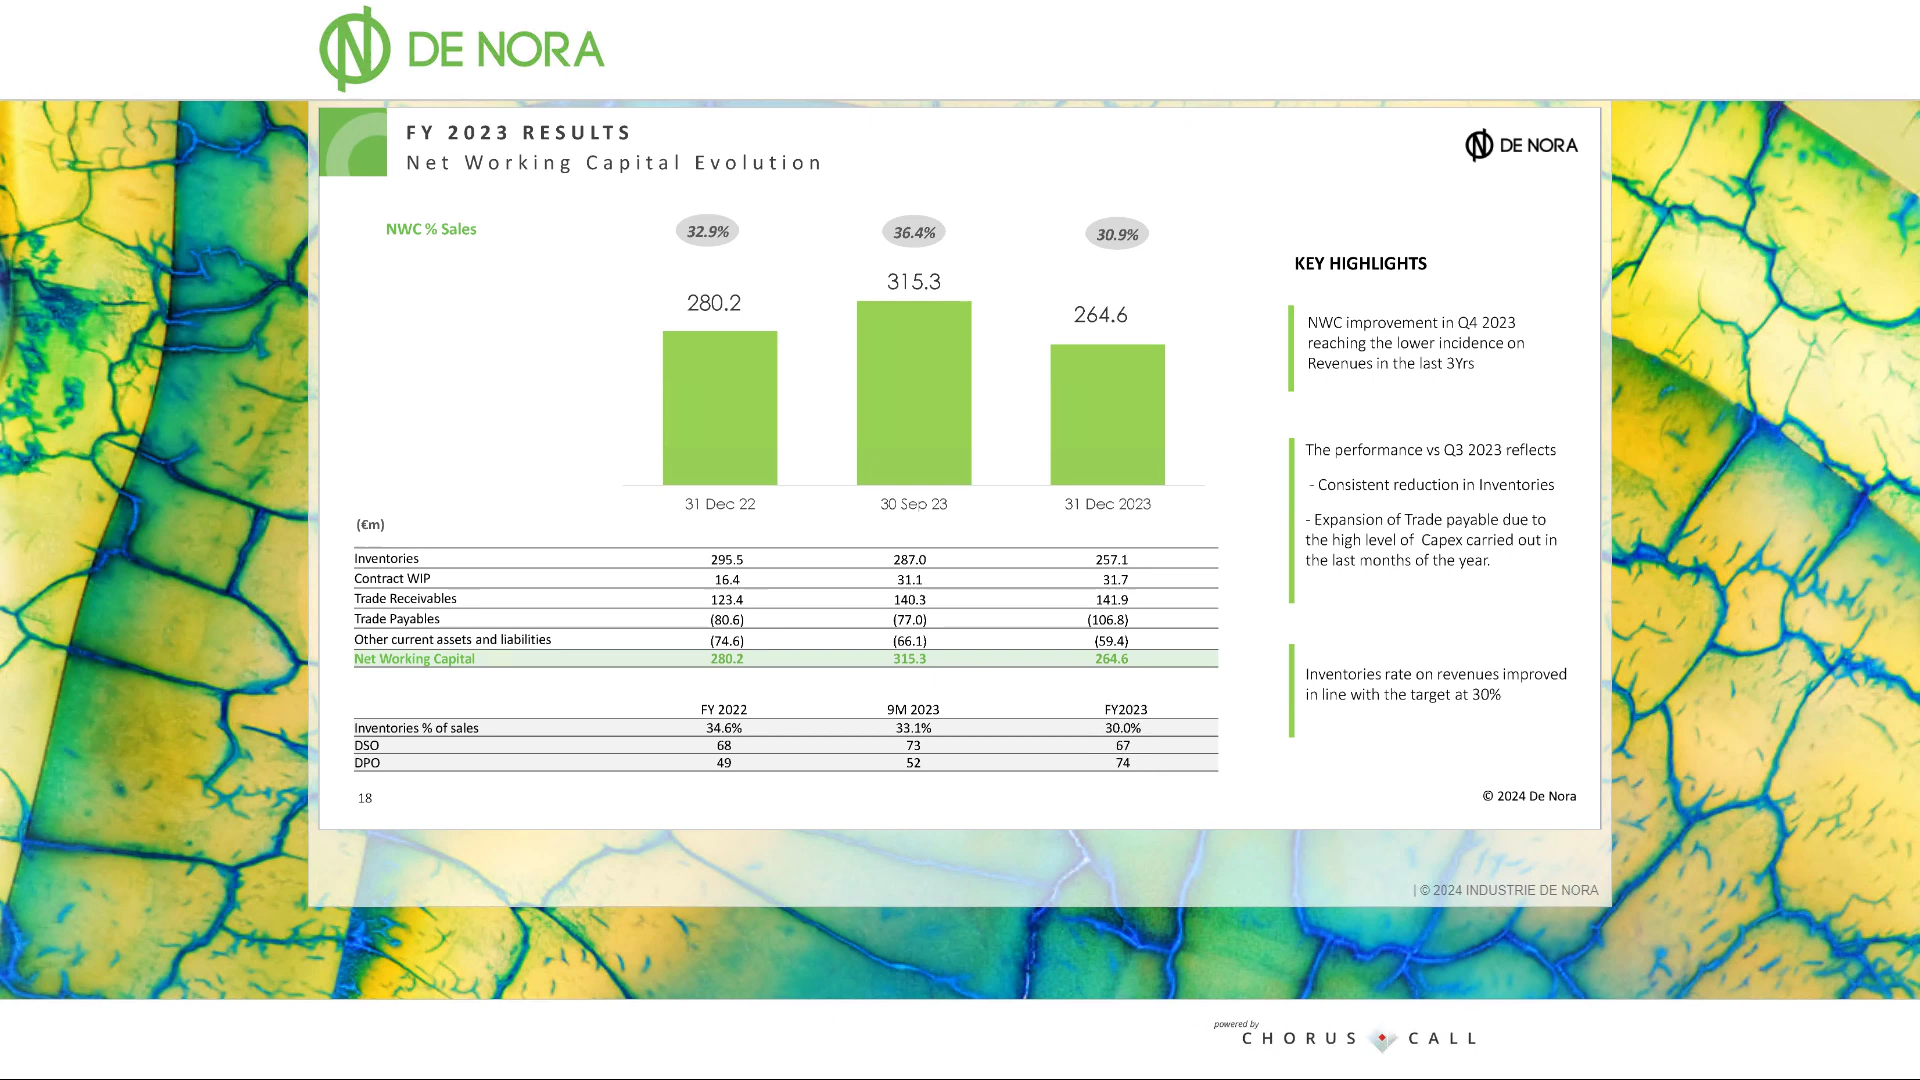 DE NORA
FY 2023 RESULTS
Net Working Capital Evolution
DE NORA
NWC % Sales
32.9% 36.4% 30.9%
280.2 315.3 264.6
31 Dec 22 30 Sep 23 31 Dec 2023
(€m)
Inventories 295.5 287.0 257.1
Contract WIP 16.4 31.1 31.7
Trade Receivables 123.4 140.3 141.9
Trade Payables (80.6) (77.0) (106.8)
Other current assets and liabilities (74.6) (66.1) (59.4)
Net Working Capital 280.2 315.3 264.6
FY 2022 9M 2023 FY2023
Inventories % of sales 34.6% 33.1% 30.0%
DSO 68 73 67
DPO 49 52 74
KEY HIGHLIGHTS
NWC improvement in Q4 2023
reaching the lower incidence on
Revenues in the last 3Yrs
The performance vs Q3 2023 reflects
- Consistent reduction in Inventories
- Expansion of Trade payable due to
the high level of Capex carried out in
the last months of the year.
Inventories rate on revenues improved
in line with the target at 30%
18
© 2024 De Nora
| © 2024 INDUSTRIE DE NORA
powered by
CHORUS CALL